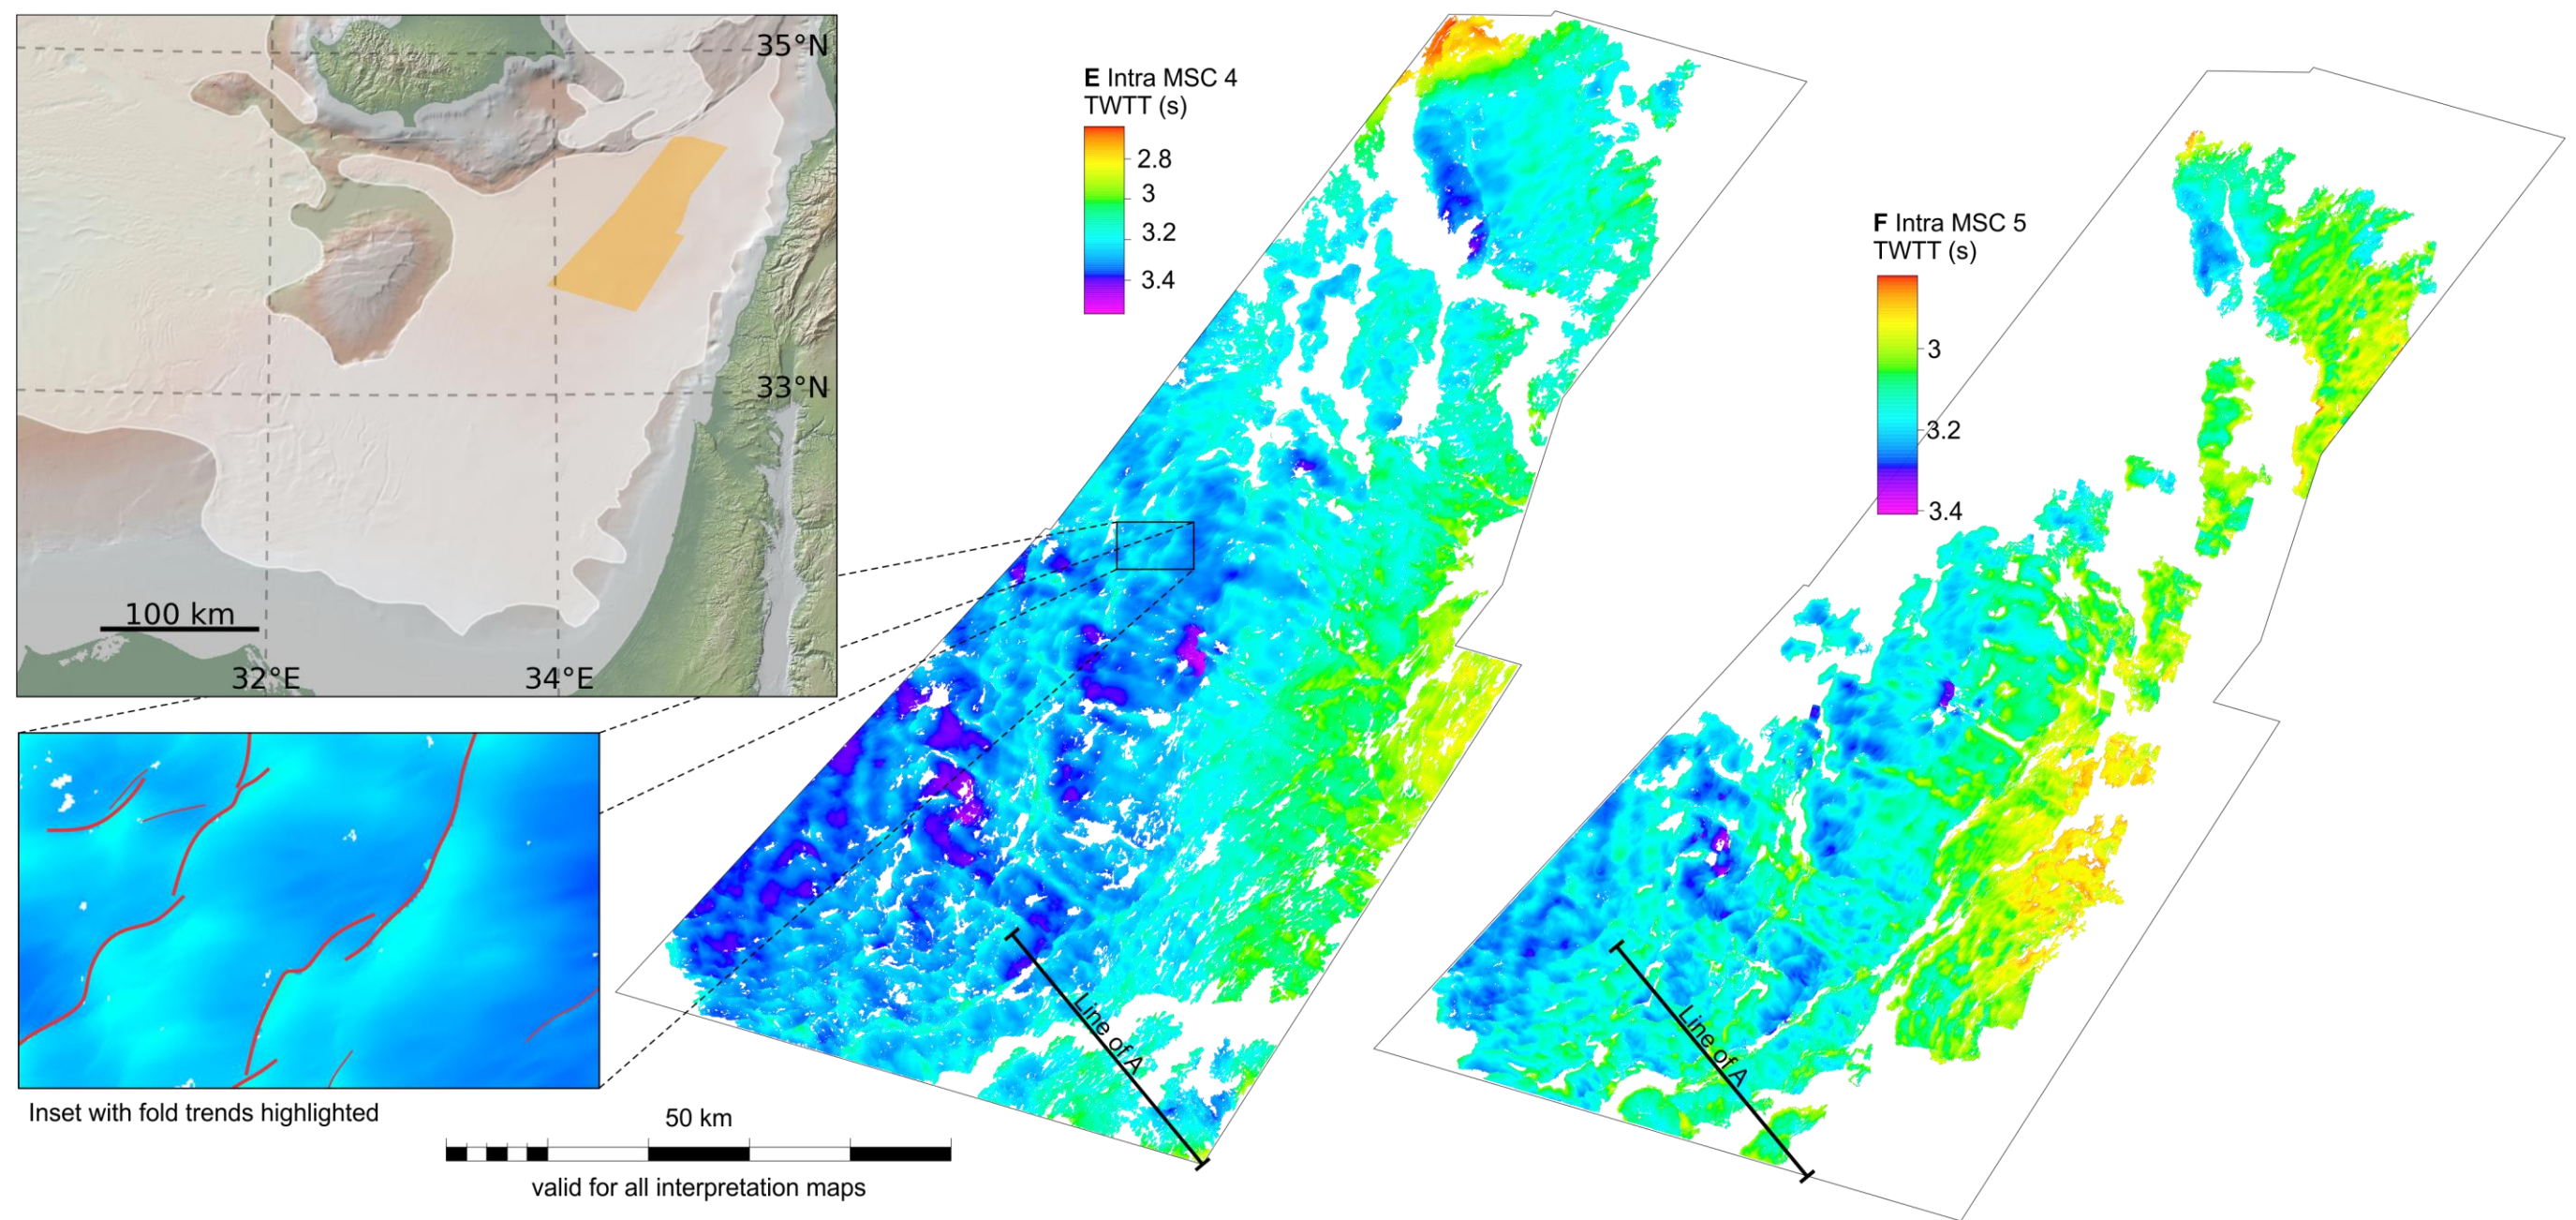 35°N
33°N
100 km
32°E
34°E
E Intra MSC 4
TWTT (s)
2.8
3
3.2
3.4
F Intra MSC 5
TWTT (s)
3
3.2
3.4
Line of A
Line of A
Inset with fold trends highlighted
50 km
valid for all interpretation maps